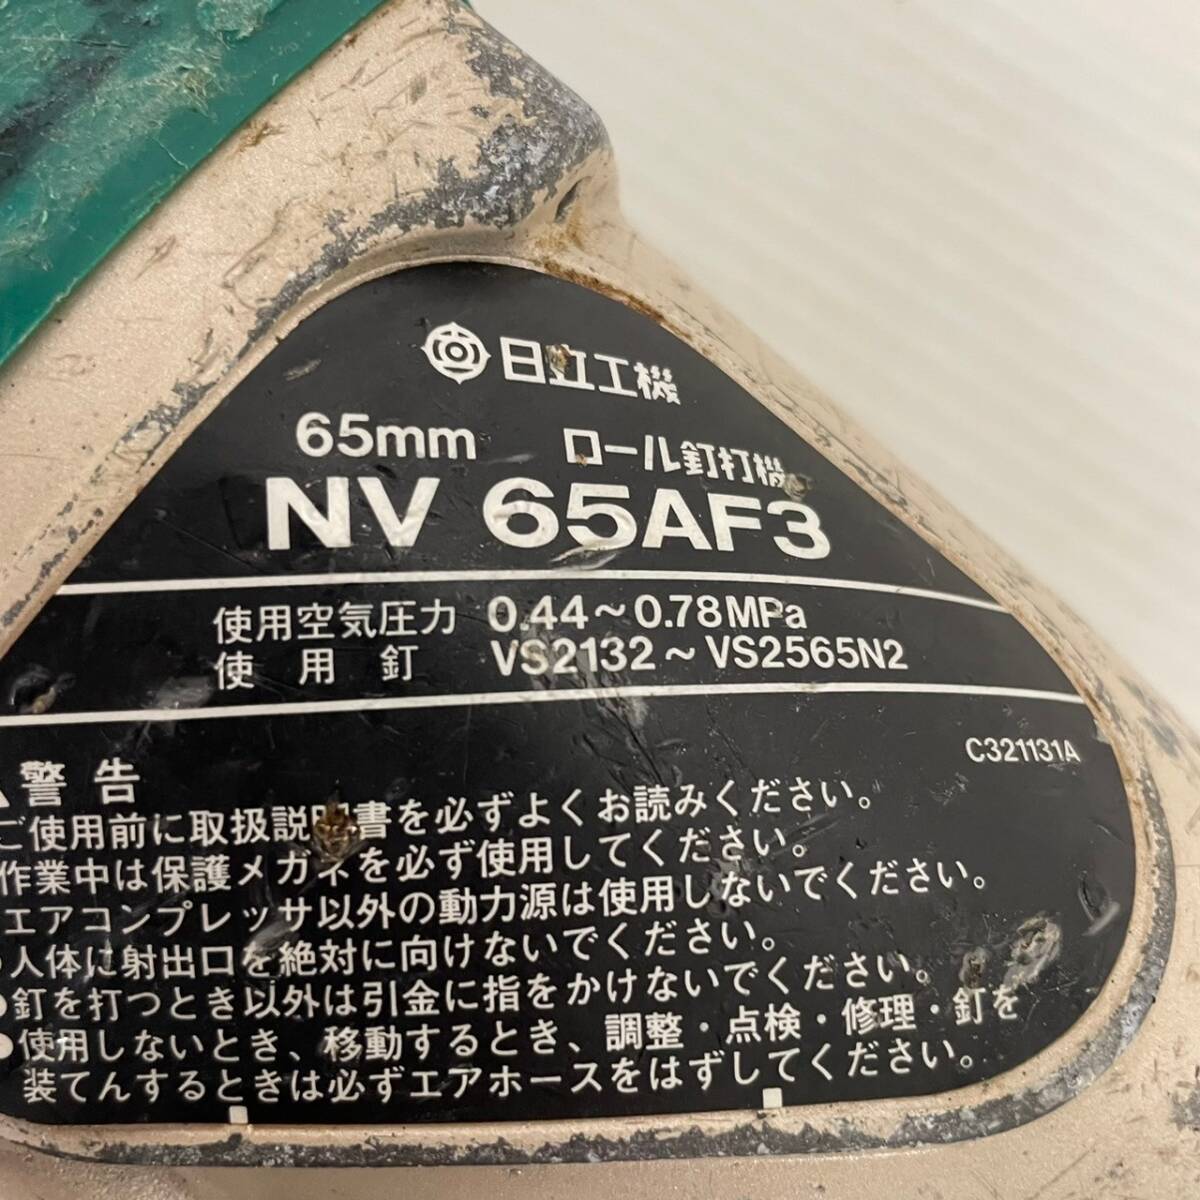 日立工機
65mm ロール釘打機
NV 65AF3
使用空気圧力 0.44～0.78MPa
使用釘 VS2132～VS2565N2
C321131A
警告
ご使用前に取扱説明書を必ずよくお読みください。
作業中は保護メガネを必ず使用してください。
エアコンプレッサ以外の動力源は使用しないでください。
●人体に射出口を絶対に向けないでください。
●釘を打つとき以外は引金に指をかけないでください。
●使用しないとき、移動するとき、調整・点検・修理・釘を
装てんするときは必ずエアホースをはずしてください。